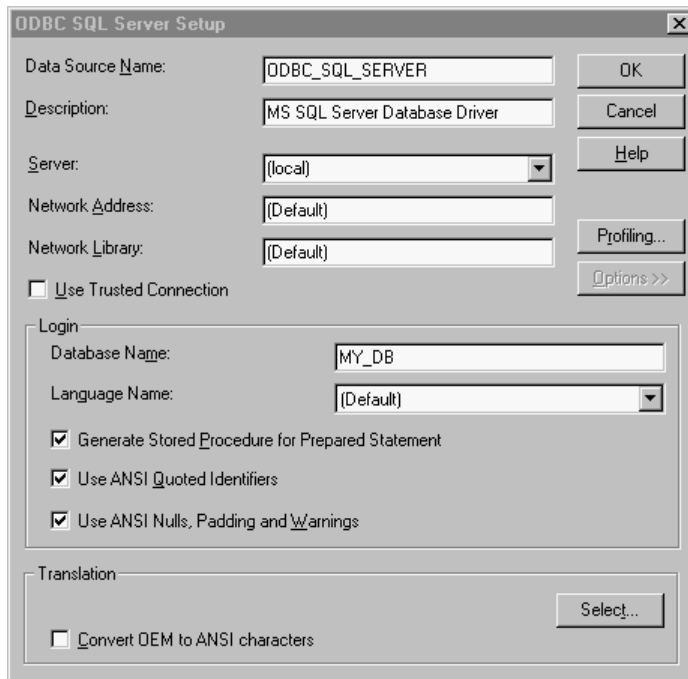 ODBC SQL Server Setup
Data Source Name: ODBC_SQL_SERVER OK
Description: MS SQL Server Database Driver Cancel
Help
Server: (local)
Network Address: (Default)
Network Library: (Default) Profiling...
Use Trusted Connection Options >>
Login
Database Name: MY_DB
Language Name: (Default)
Generate Stored Procedure for Prepared Statement
Use ANSI Quoted Identifiers
Use ANSI Nulls, Padding and Warnings
Translation
Select...
Convert OEM to ANSI characters